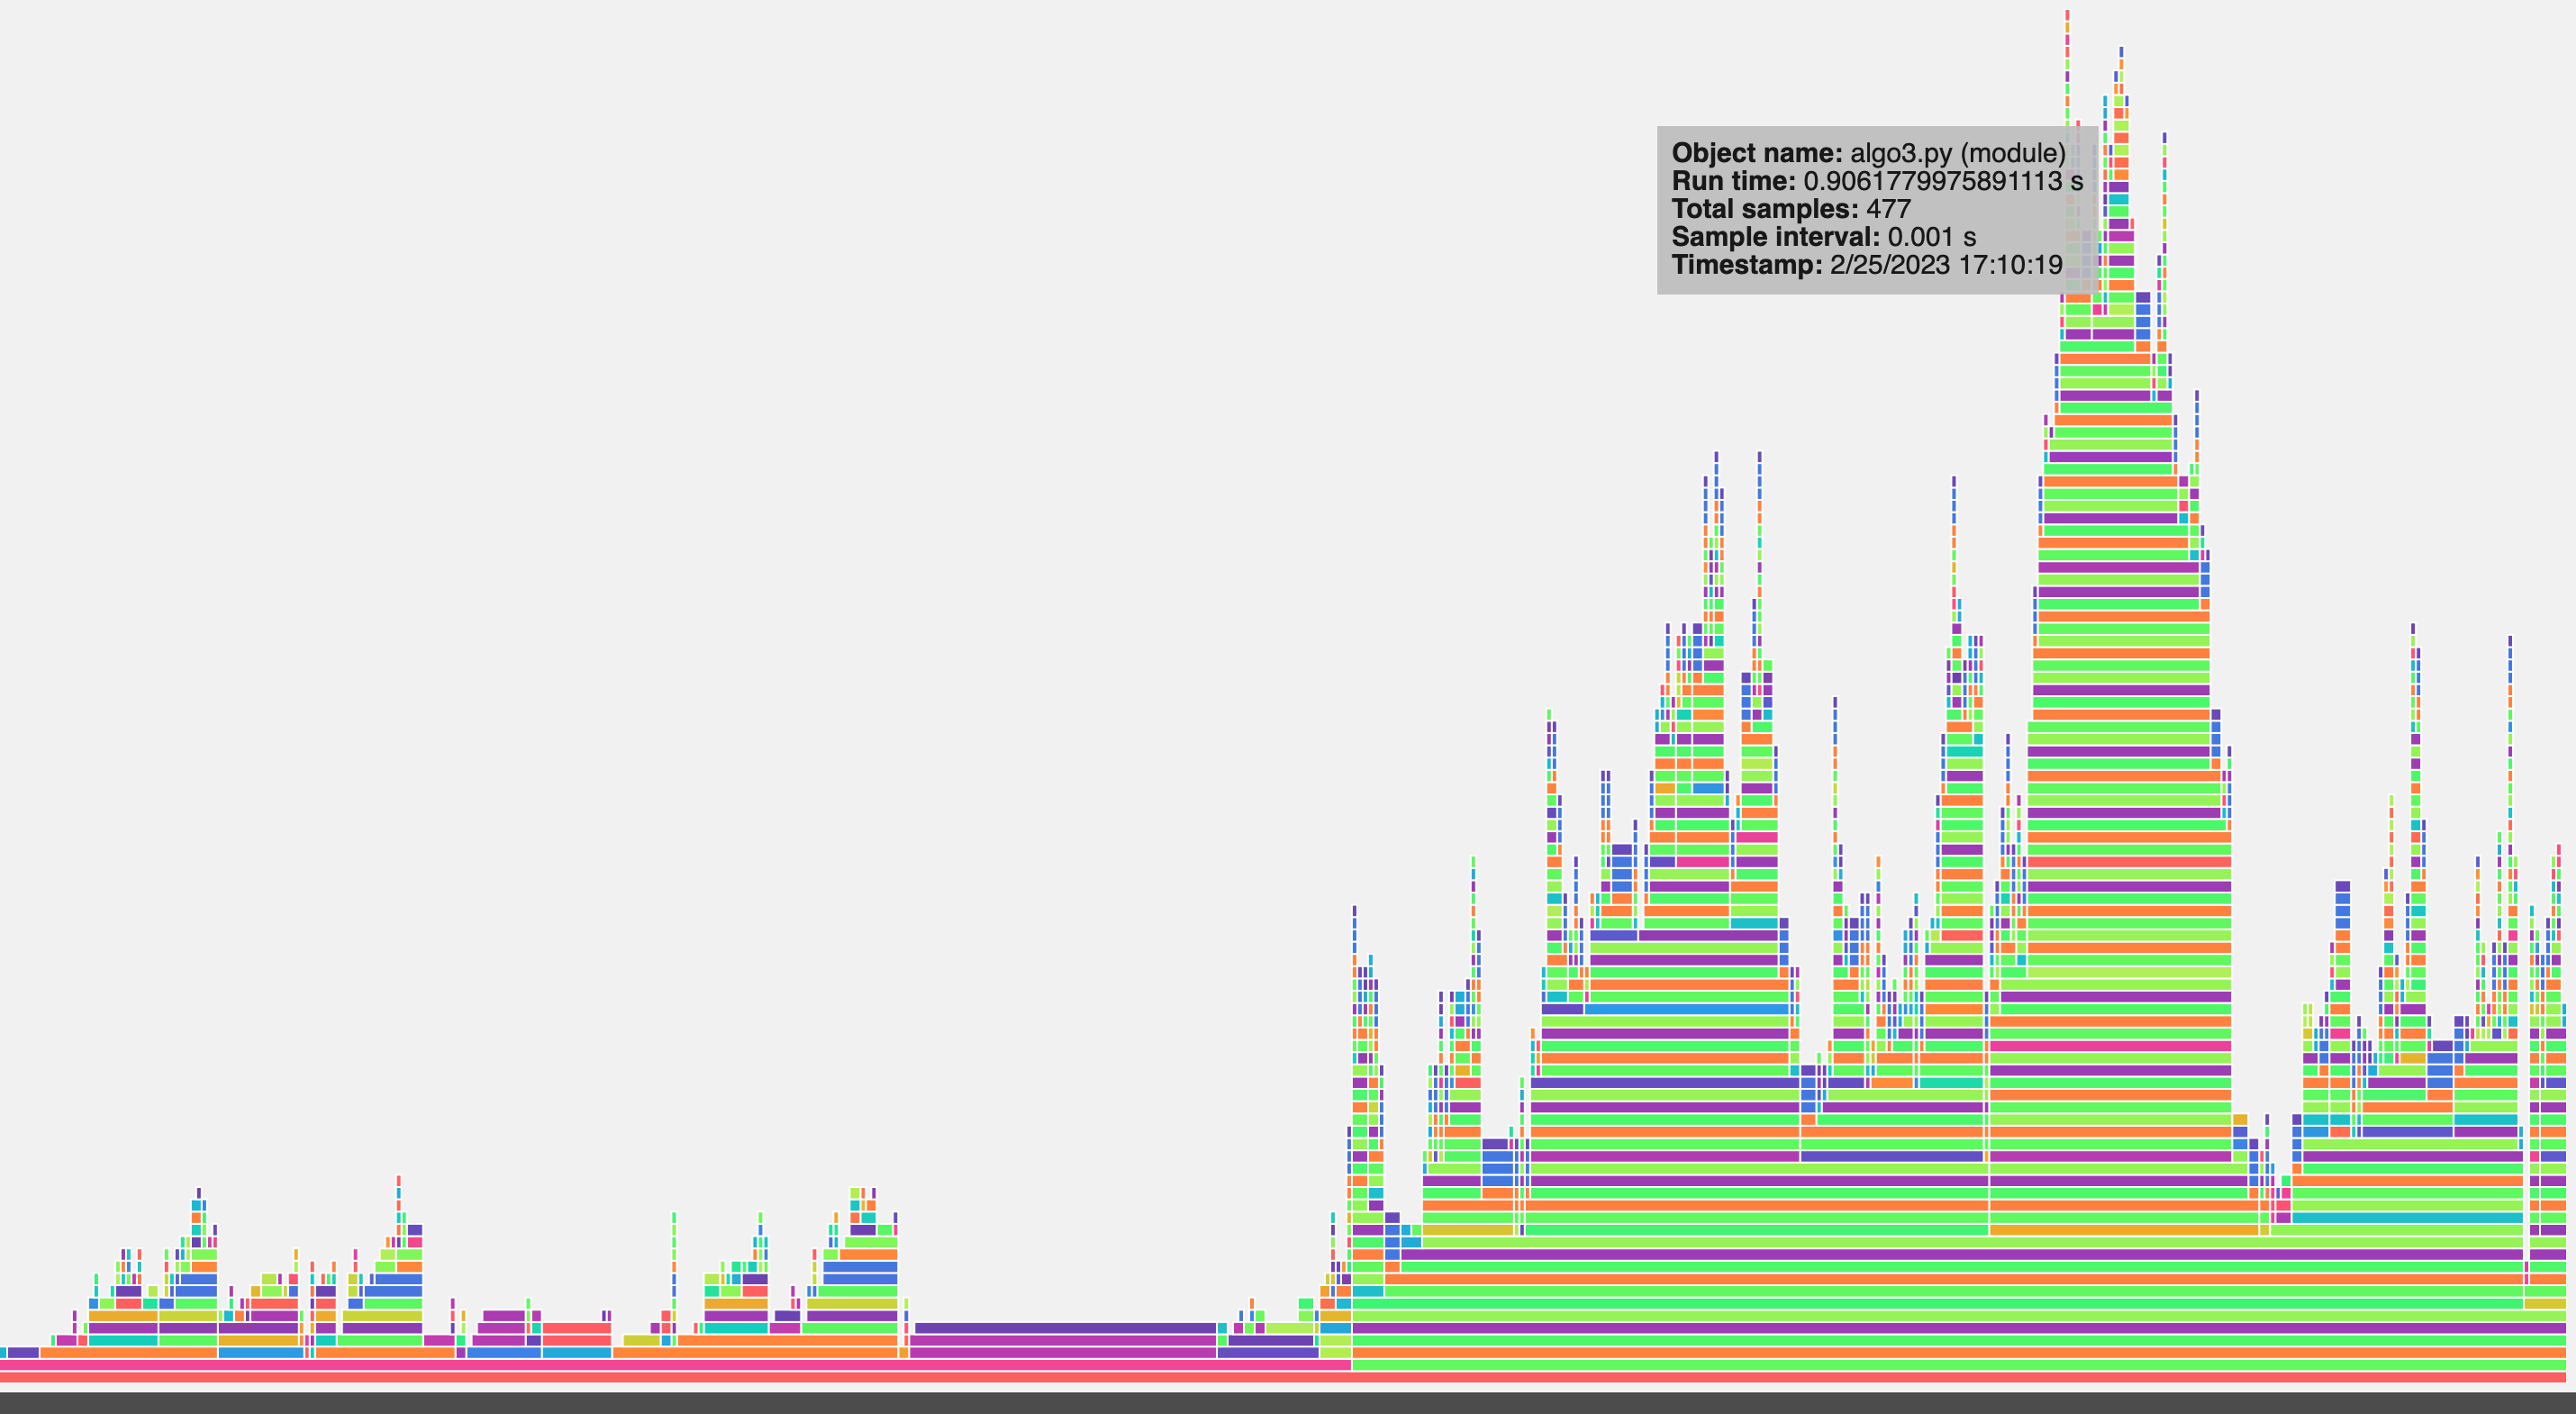 Object name: algo3.py (module)
Run time: 0.9061779975891113 s
Total samples: 477
Sample interval: 0.001 s
Timestamp: 2/25/2023 17:10:19